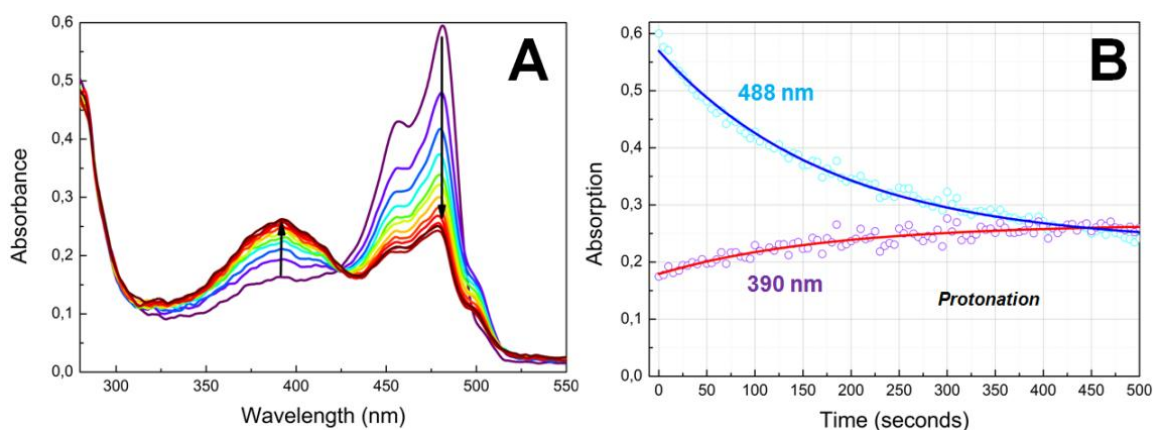 A
0,6
0,5
0,4
0,3
0,2
0,1
0,0
Absorbance
300 350 400 450 500 550
Wavelength (nm)
B
0,6
0,5
0,4
0,3
0,2
0,1
0,0
Absorption
488 nm
390 nm
Protonation
0 50 100 150 200 250 300 350 400 450 500
Time (seconds)